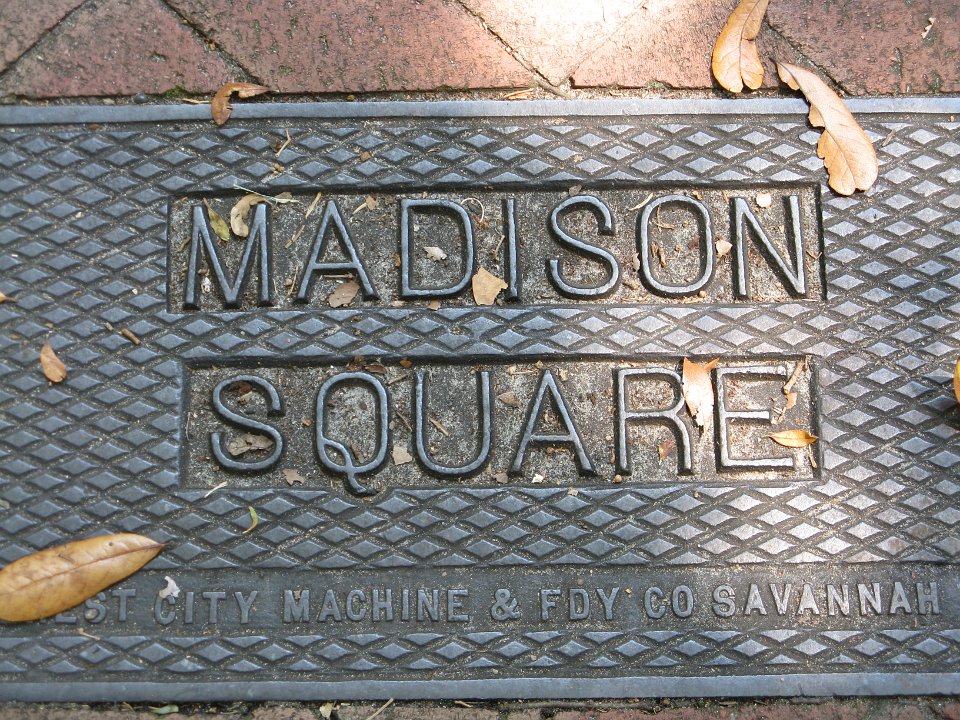 MADISON
SQUARE
CITY MACHINE & FDY CO SAVANNAH